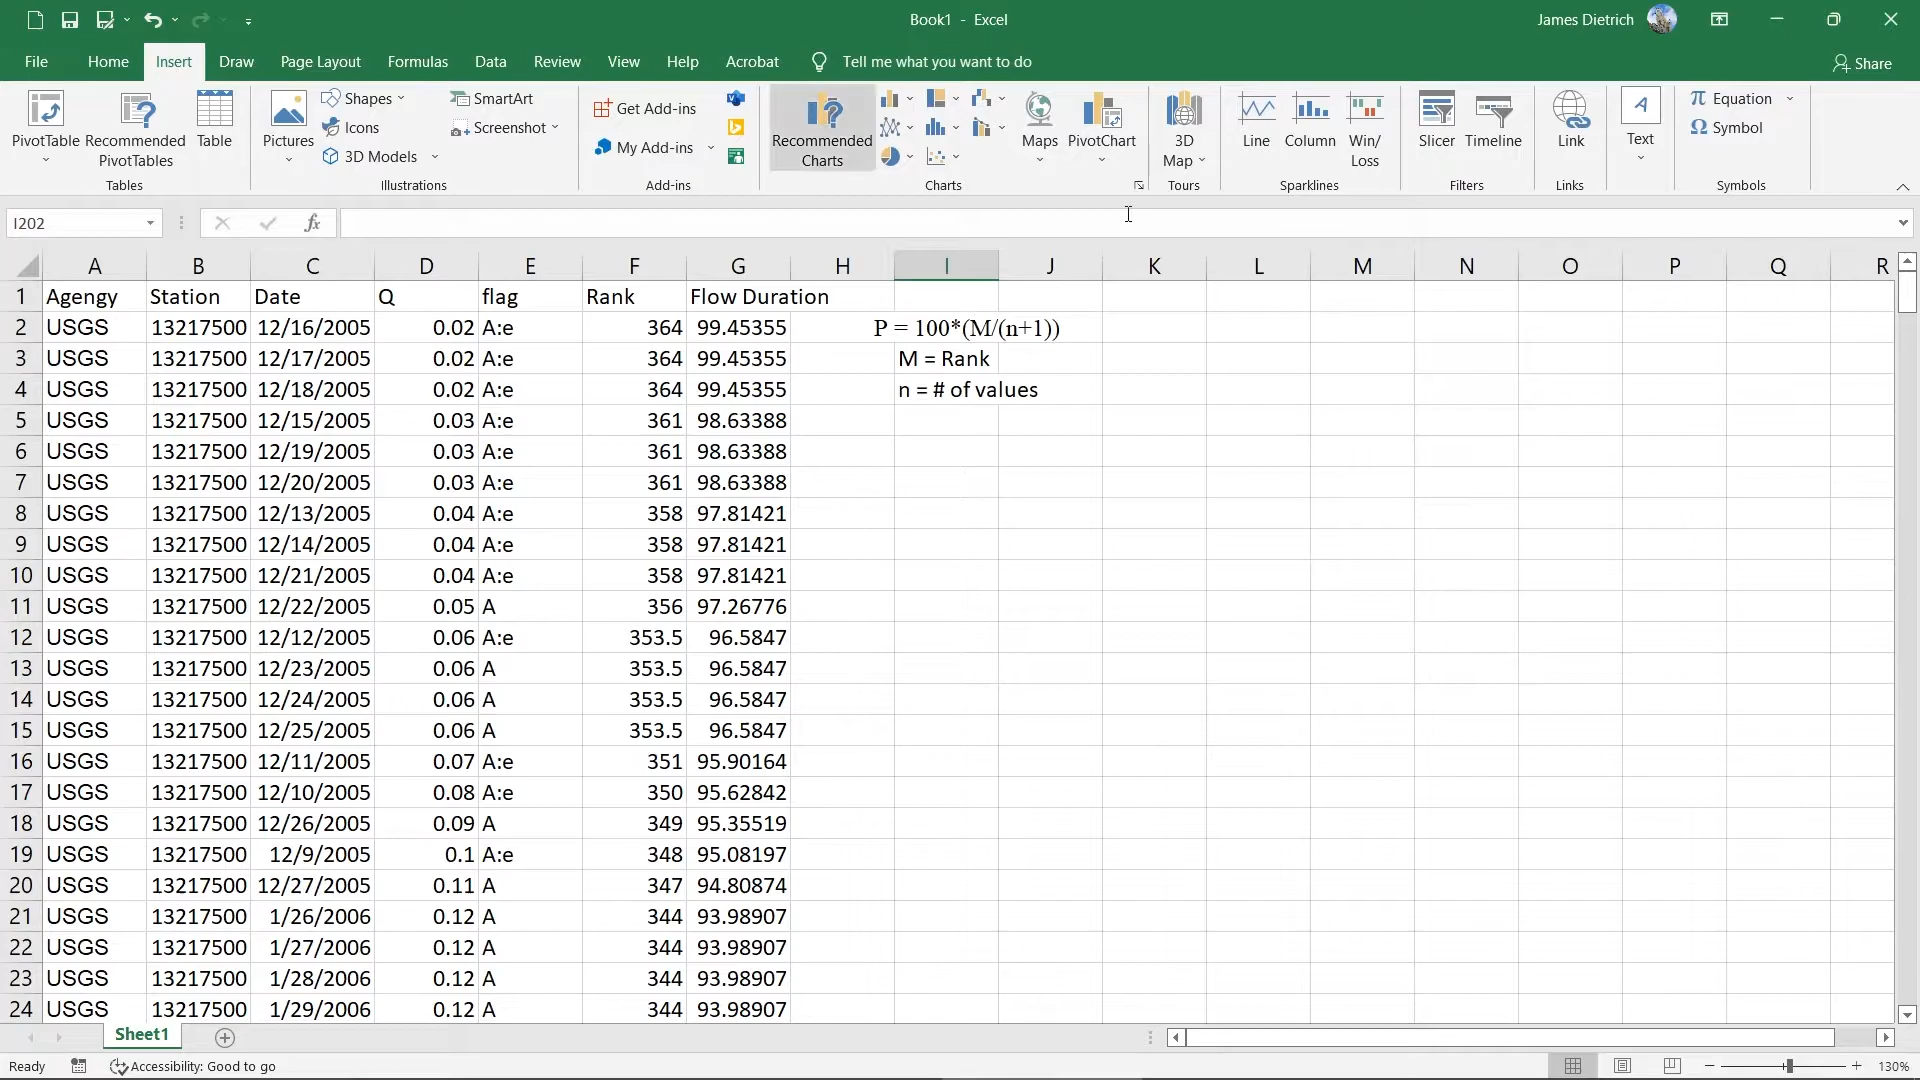 Book1 - Excel
James Dietrich
File Home Insert Draw Page Layout Formulas Data Review View Help Acrobat Tell me what you want to do
Share
PivotTable Recommended PivotTables Table
Tables
Pictures Shapes Icons 3D Models SmartArt Screenshot
Illustrations
Get Add-ins My Add-ins
Add-ins
Recommended Charts Maps PivotChart
Charts
3D Map
Tours
Line Column Win/Loss
Sparklines
Slicer Timeline
Filters
Link
Links
Text
Equation Symbol
Symbols
I202 fx
A B C D E F G H I J K L M N O P Q R
1 Agengy Station Date Q flag Rank Flow Duration
2 USGS 13217500 12/16/2005 0.02 A:e 364 99.45355 P = 100*(M/(n+1))
3 USGS 13217500 12/17/2005 0.02 A:e 364 99.45355 M = Rank
4 USGS 13217500 12/18/2005 0.02 A:e 364 99.45355 n = # of values
5 USGS 13217500 12/15/2005 0.03 A:e 361 98.63388
6 USGS 13217500 12/19/2005 0.03 A:e 361 98.63388
7 USGS 13217500 12/20/2005 0.03 A:e 361 98.63388
8 USGS 13217500 12/13/2005 0.04 A:e 358 97.81421
9 USGS 13217500 12/14/2005 0.04 A:e 358 97.81421
10 USGS 13217500 12/21/2005 0.04 A:e 358 97.81421
11 USGS 13217500 12/22/2005 0.05 A 356 97.26776
12 USGS 13217500 12/12/2005 0.06 A:e 353.5 96.5847
13 USGS 13217500 12/23/2005 0.06 A 353.5 96.5847
14 USGS 13217500 12/24/2005 0.06 A 353.5 96.5847
15 USGS 13217500 12/25/2005 0.06 A 353.5 96.5847
16 USGS 13217500 12/11/2005 0.07 A:e 351 95.90164
17 USGS 13217500 12/10/2005 0.08 A:e 350 95.62842
18 USGS 13217500 12/26/2005 0.09 A 349 95.35519
19 USGS 13217500 12/9/2005 0.1 A:e 348 95.08197
20 USGS 13217500 12/27/2005 0.11 A 347 94.80874
21 USGS 13217500 1/26/2006 0.12 A 344 93.98907
22 USGS 13217500 1/27/2006 0.12 A 344 93.98907
23 USGS 13217500 1/28/2006 0.12 A 344 93.98907
24 USGS 13217500 1/29/2006 0.12 A 344 93.98907
Sheet1
Ready Accessibility: Good to go 130%